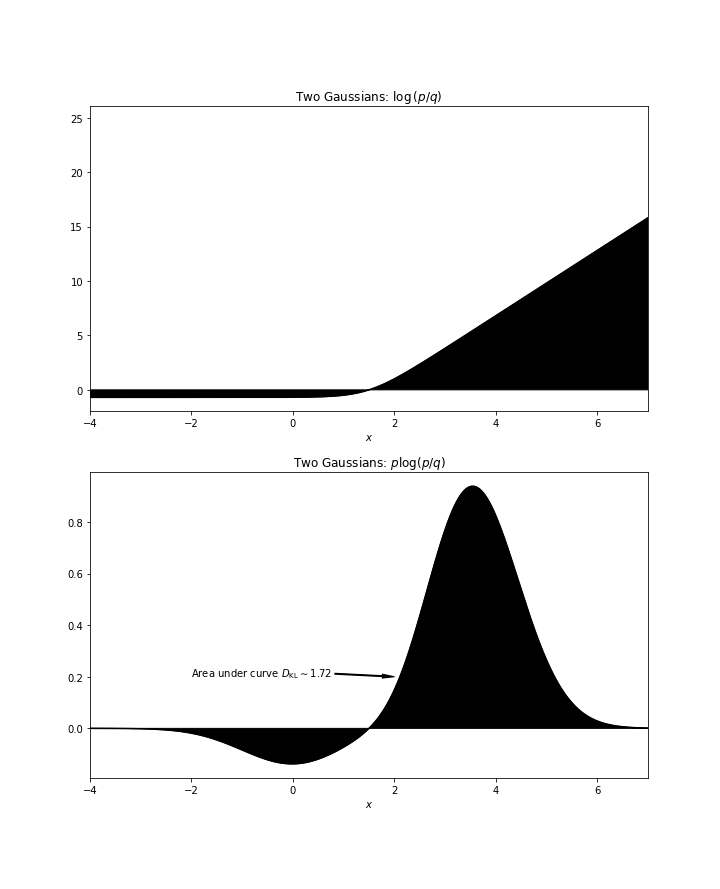 Two Gaussians: log (p/q)
25
20
15
10
5
0
−4 −2 0 2 4 6
x
Two Gaussians: plog(p/q)
0.8
0.6
0.4
Area under curve D_KL ∼ 1.72
0.2
0.0
−4 −2 0 2 4 6
x